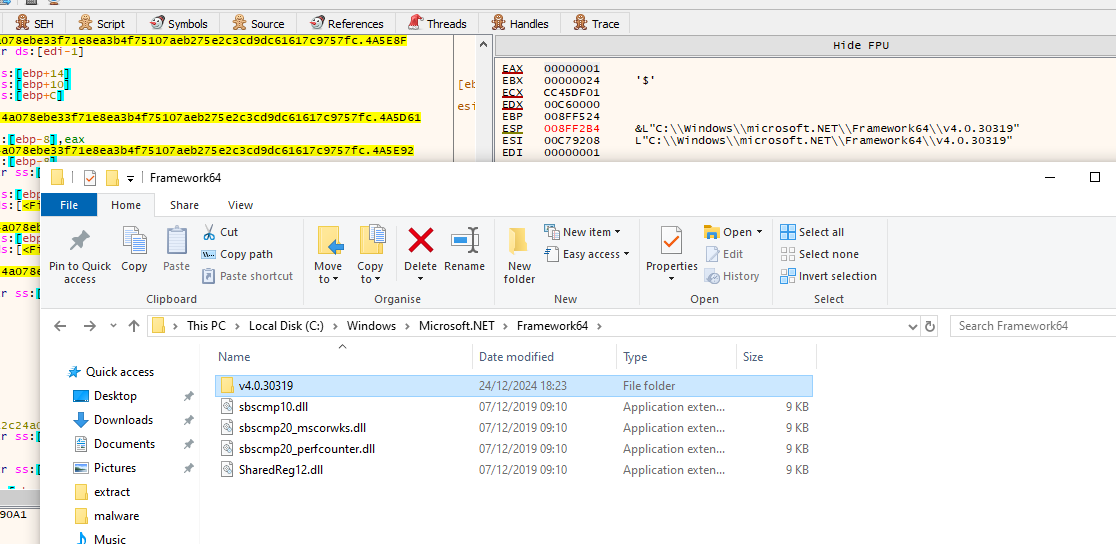 SEH Script Symbols Source References Threads Handles Trace
a078ebe33f71e8ea3b4f75107aeb275e2c3cd9dc61617c9757fc.4A5E8F
r ds:[edi-1]
Hide FPU
s:[ebp+14]
s:[ebp+10]
s:[ebp+C]
[eb
esi
4a078ebe33f71e8ea3b4f75107aeb275e2c3cd9dc61617c9757fc.4A5D61
:[ebp-8],eax
4a078ebe33f71e8ea3b4f75107aeb275e2c3cd9dc61617c9757fc.4A5E92
:[ebp-8]
EAX 00000001
EBX 00000024 '$'
ECX CC45DF01
EDX 00C60000
EBP 008FF524
ESP 008FF2B4 &L"C:\\Windows\\microsoft.NET\\Framework64\\v4.0.30319"
ESI 00C79208 L"C:\\Windows\\microsoft.NET\\Framework64\\v4.0.30319"
EDI 00000001
r ss:[
s:[ebp
s:[<Fi
4a078ebe
s:[ebp
s:[<Fi
4a078e
r ss:[
2c24a0
r ss:[
r ss:[
90A1
Framework64
File Home Share View
Pin to Quick access
Copy
Paste
Cut
Copy path
Paste shortcut
Clipboard
Move to
Copy to
Delete
Rename
Organise
New folder
New item
Easy access
New
Properties
Open
Edit
History
Open
Select all
Select none
Invert selection
Select
This PC > Local Disk (C:) > Windows > Microsoft.NET > Framework64 >
Search Framework64
Quick access
Desktop
Downloads
Documents
Pictures
extract
malware
Music
Name Date modified Type Size
v4.0.30319 24/12/2024 18:23 File folder
sbscmp10.dll 07/12/2019 09:10 Application exten... 9 KB
sbscmp20_mscorwks.dll 07/12/2019 09:10 Application exten... 9 KB
sbscmp20_perfcounter.dll 07/12/2019 09:10 Application exten... 9 KB
SharedReg12.dll 07/12/2019 09:10 Application exten... 9 KB